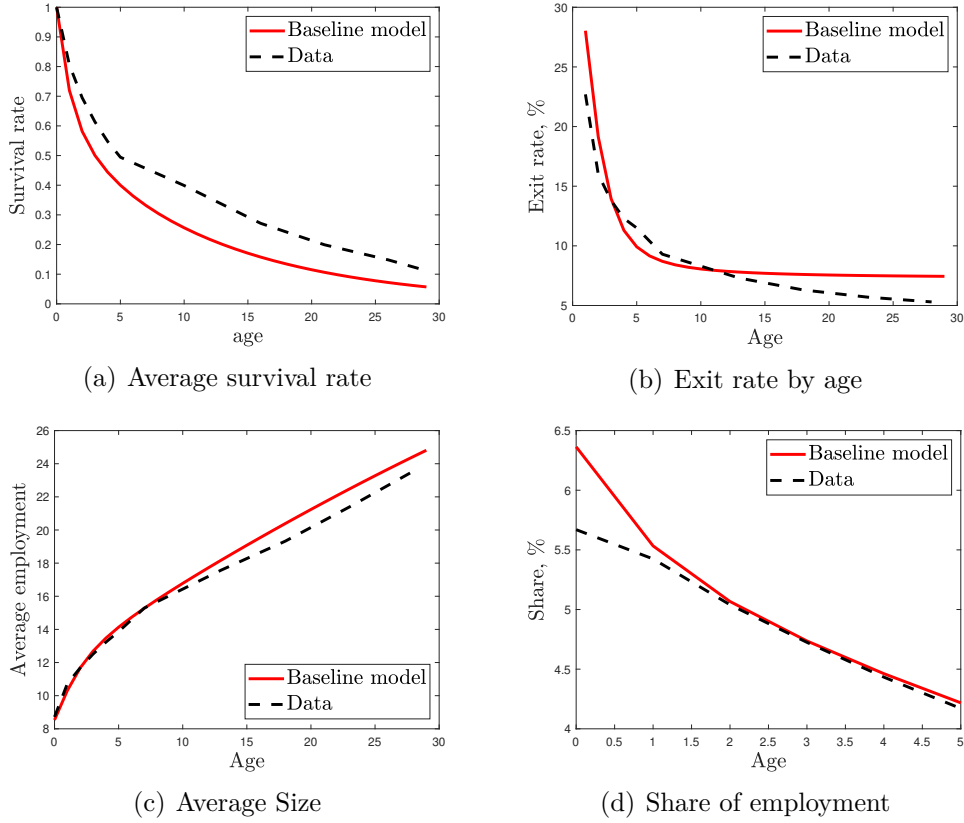 1
0.9
0.8
0.7
0.6
0.5
0.4
0.3
0.2
0.1
0
Survival rate
Baseline model
Data
0 5 10 15 20 25 30
age
(a) Average survival rate
30
25
20
15
10
5
Exit rate, %
Baseline model
Data
0 5 10 15 20 25 30
Age
(b) Exit rate by age
26
24
22
20
18
16
14
12
10
8
Average employment
Baseline model
Data
0 5 10 15 20 25 30
Age
(c) Average Size
6.5
6
5.5
5
4.5
4
Share, %
Baseline model
Data
0 0.5 1 1.5 2 2.5 3 3.5 4 4.5 5
Age
(d) Share of employment